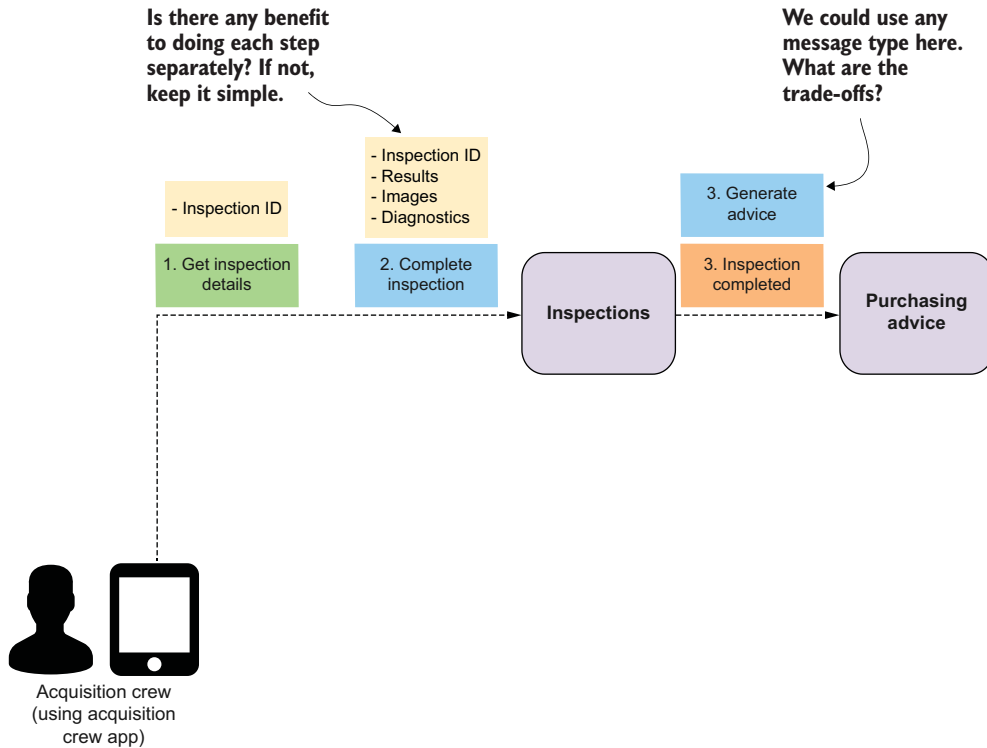 Is there any benefit
to doing each step
separately? If not,
keep it simple.
We could use any
message type here.
What are the
trade-offs?
- Inspection ID
- Inspection ID
- Results
- Images
- Diagnostics
3. Generate
advice
1. Get inspection
details
2. Complete
inspection
3. Inspection
completed
Inspections
Purchasing
advice
Acquisition crew
(using acquisition
crew app)